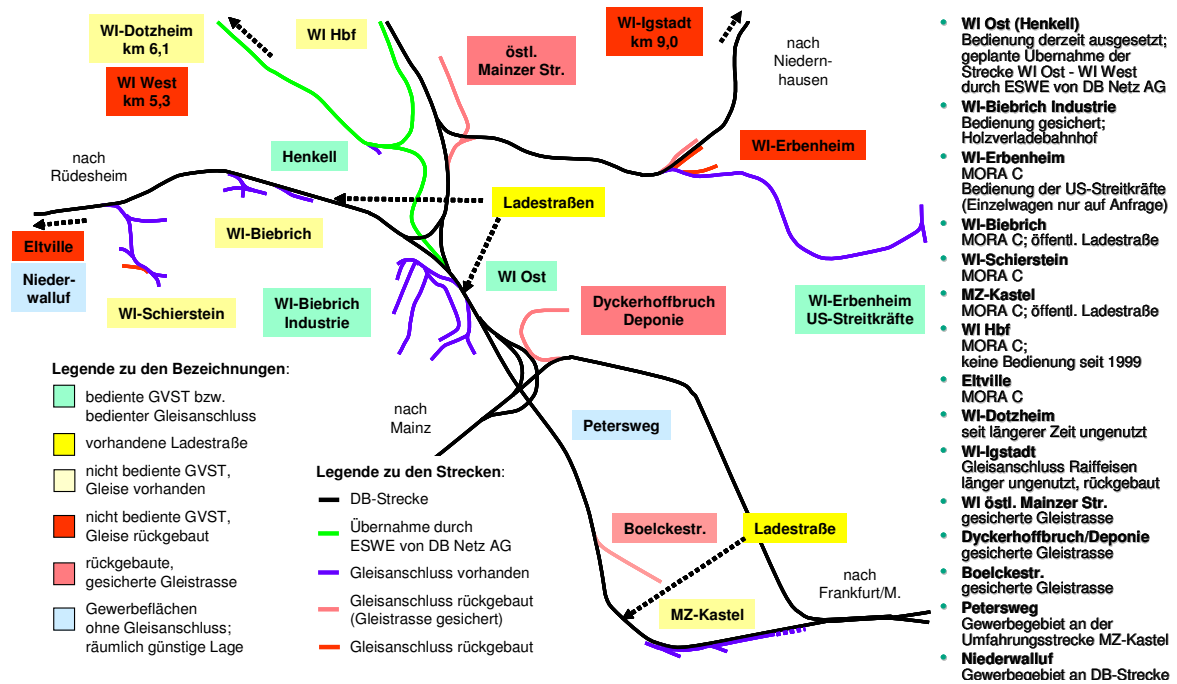 WI-Dotzheim
km 6,1
WI West
km 5,3
WI Hbf
östl.
Mainzer Str.
WI-Igstadt
km 9,0
nach
Niedern-
hausen
Henkell
WI-Erbenheim
nach
Rüdesheim
Ladestraßen
Eltville
Nieder-
walluf
WI-Biebrich
WI-Schierstein
WI-Biebrich
Industrie
WI Ost
Dyckerhoffbruch
Deponie
WI-Erbenheim
US-Streitkräfte
nach
Mainz
Petersweg
Boelckestr.
Ladestraße
nach
Frankfurt/M.
MZ-Kastel
Legende zu den Bezeichnungen:
bediente GVST bzw.
bedienter Gleisanschluss
vorhandene Ladestraße
nicht bediente GVST,
Gleise vorhanden
nicht bediente GVST,
Gleise rückgebaut
rückgebaute,
gesicherte Gleistrasse
Gewerbeflächen
ohne Gleisanschluss;
räumlich günstige Lage
Legende zu den Strecken:
DB-Strecke
Übernahme durch
ESWE von DB Netz AG
Gleisanschluss vorhanden
Gleisanschluss rückgebaut
(Gleistrasse gesichert)
Gleisanschluss rückgebaut
• WI Ost (Henkell)
Bedienung derzeit ausgesetzt;
geplante Übernahme der
Strecke WI Ost - WI West
durch ESWE von DB Netz AG
• WI-Biebrich Industrie
Bedienung gesichert;
Holzverladebahnhof
• WI-Erbenheim
MORA C
Bedienung der US-Streitkräfte
(Einzelwagen nur auf Anfrage)
• WI-Biebrich
MORA C; öffentl. Ladestraße
• WI-Schierstein
MORA C
• MZ-Kastel
MORA C; öffentl. Ladestraße
• WI Hbf
MORA C;
keine Bedienung seit 1999
• Eltville
MORA C
• WI-Dotzheim
seit längerer Zeit ungenutzt
• WI-Igstadt
Gleisanschluss Raiffeisen
länger ungenutzt, rückgebaut
• WI östl. Mainzer Str.
gesicherte Gleistrasse
• Dyckerhoffbruch/Deponie
gesicherte Gleistrasse
• Boelckestr.
gesicherte Gleistrasse
• Petersweg
Gewerbegebiet an der
Umfahrungsstrecke MZ-Kastel
• Niederwalluf
Gewerbegebiet an DB-Strecke